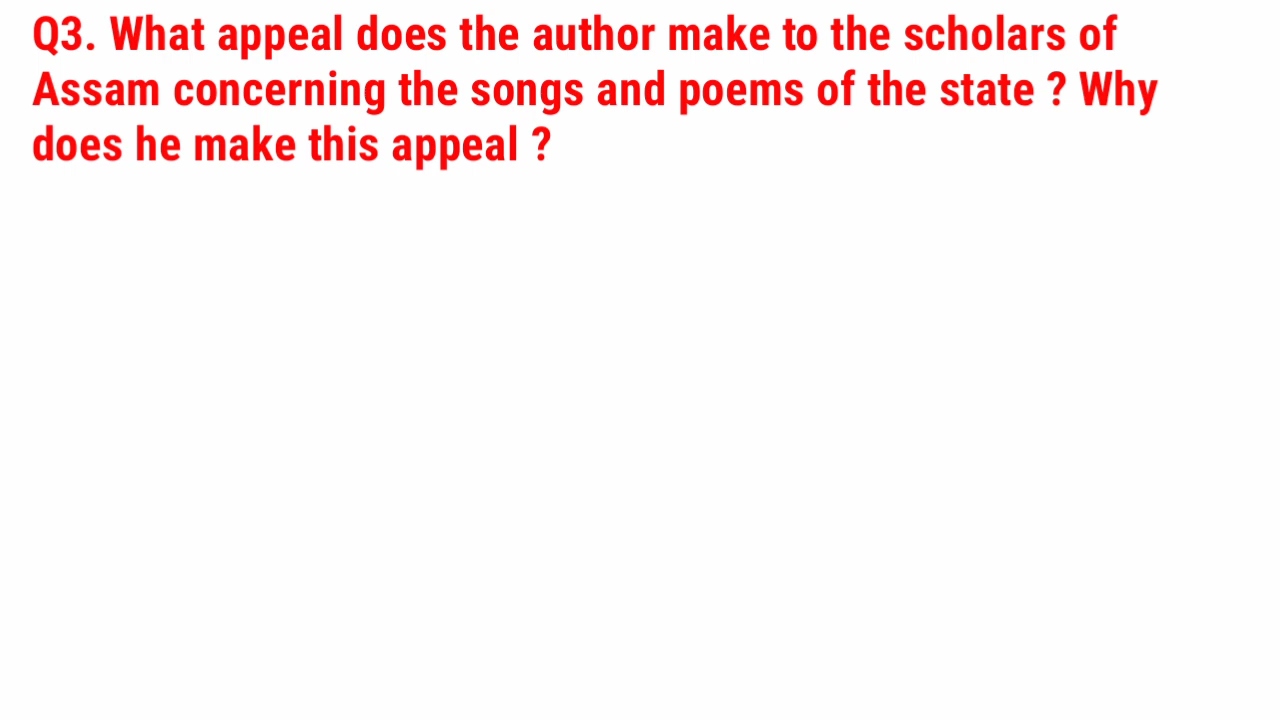 Q3. What appeal does the author make to the scholars of
Assam concerning the songs and poems of the state ? Why
does he make this appeal ?